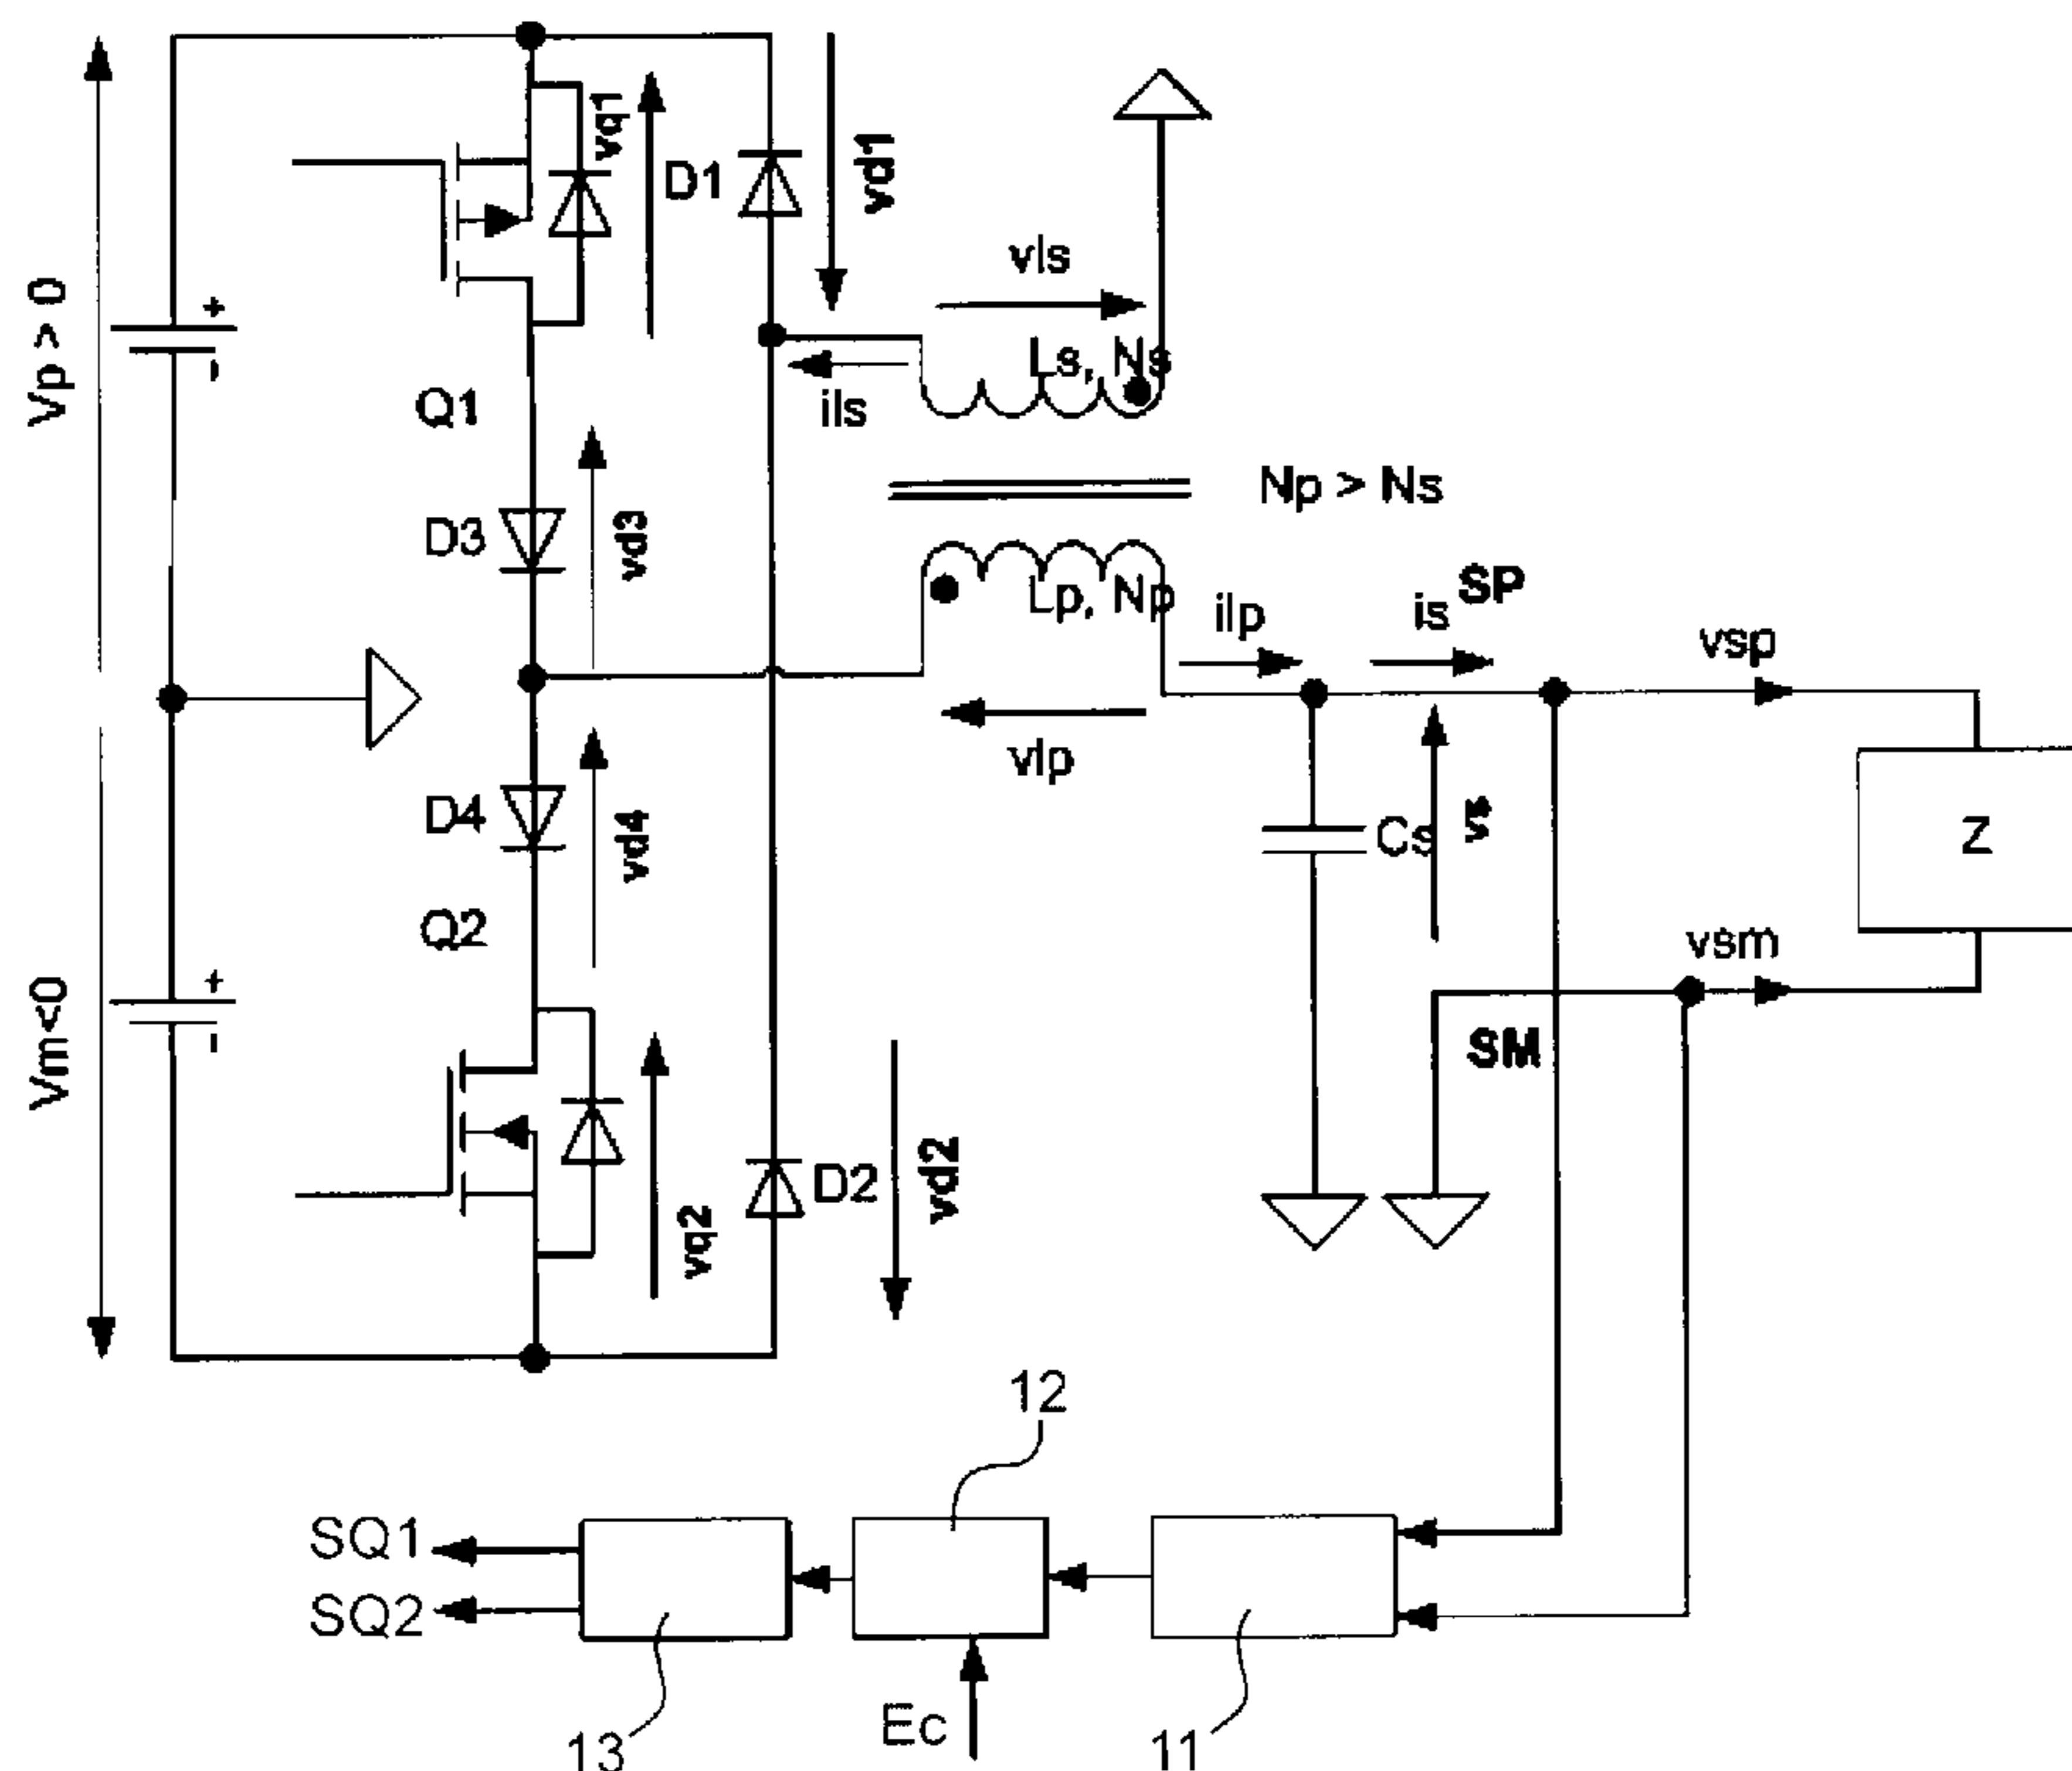 vq1
D1
vd1
vls
Vp > 0
+
-
Ls, Ns
ils
Q1
Np > Ns
D3
vd3
Lp, Np
ilp
is
SP
vsp
vlp
D4
vd4
Cs
vs
Z
Q2
vsm
Vm<0
+
-
SM
vq2
D2
vd2
12
SQ1
SQ2
Ec
13
11